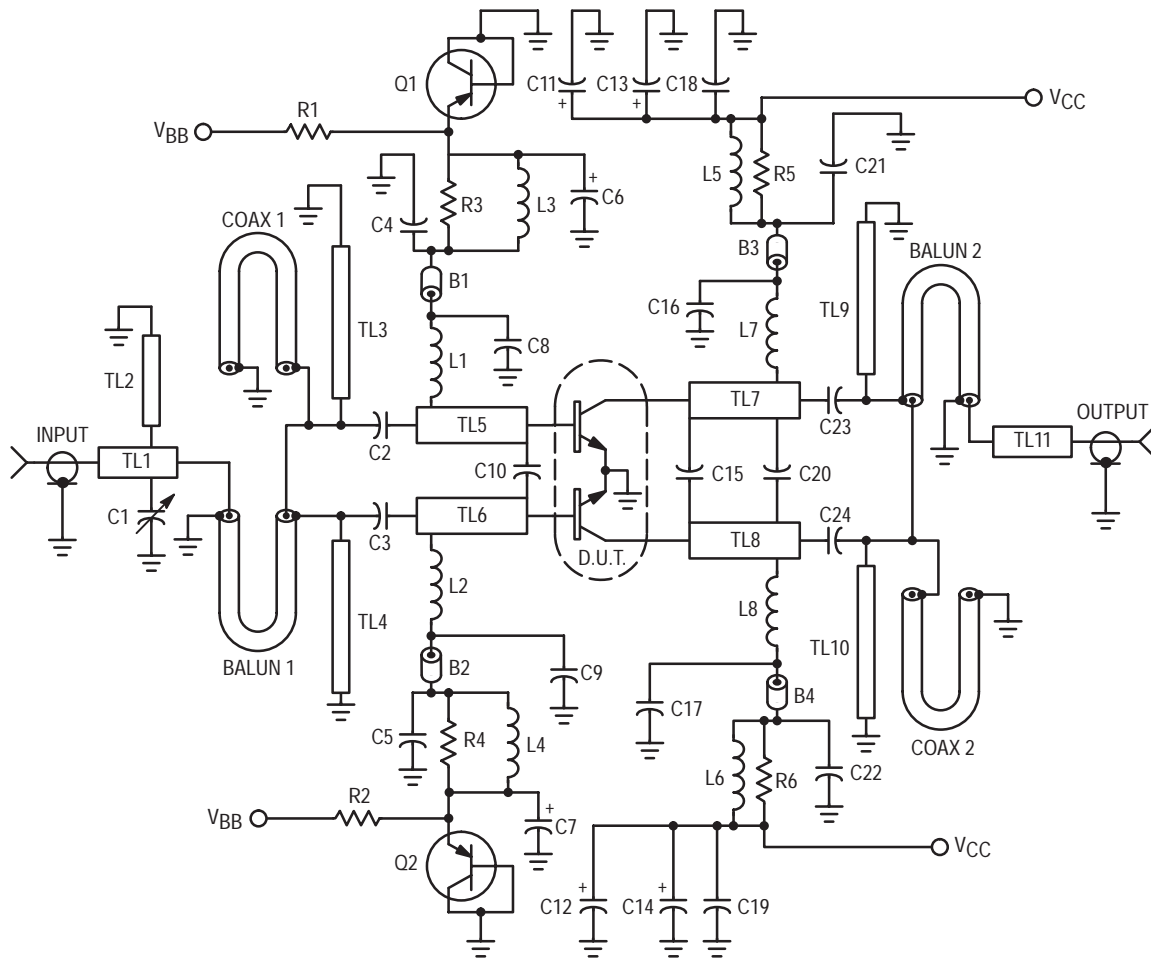 C11
C13
C18
Q1
VCC
VBB
R1
L5
R5
C21
COAX 1
C4
R3
L3
+
C6
+
+
B3
BALUN 2
B1
C16
TL9
TL3
L7
TL2
L1
C8
INPUT
TL1
C2
TL5
TL7
C23
OUTPUT
TL11
C10
C15
C20
C1
C3
TL6
TL8
C24
D.U.T.
L2
L8
TL4
TL10
BALUN 1
B2
C9
B4
C17
C5
R4
L4
COAX 2
L6
R6
C22
VBB
R2
+
C7
VCC
Q2
+
C12
+
C14
C19